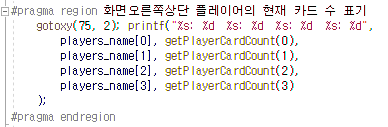 #pragma region 화면오른쪽상단 플레이어의 현재 카드 수 표기
gotoxy(75, 2); printf("%s: %d  %s: %d  %s: %d  %s: %d",
players_name[0], getPlayerCardCount(0),
players_name[1], getPlayerCardCount(1),
players_name[2], getPlayerCardCount(2),
players_name[3], getPlayerCardCount(3)
);
#pragma endregion